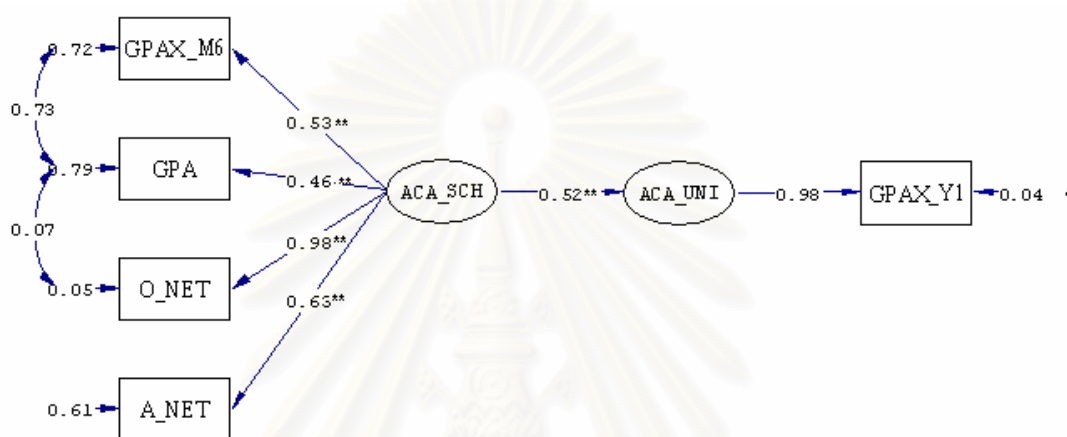 0.72 GPAX_M6
0.73
0.53**
0.79 GPA
0.46**
ACA_SCH 0.52** ACA_UNI 0.98 GPAX_Y1 0.04
0.07
0.98**
0.05 O_NET
0.63**
0.61 A_NET